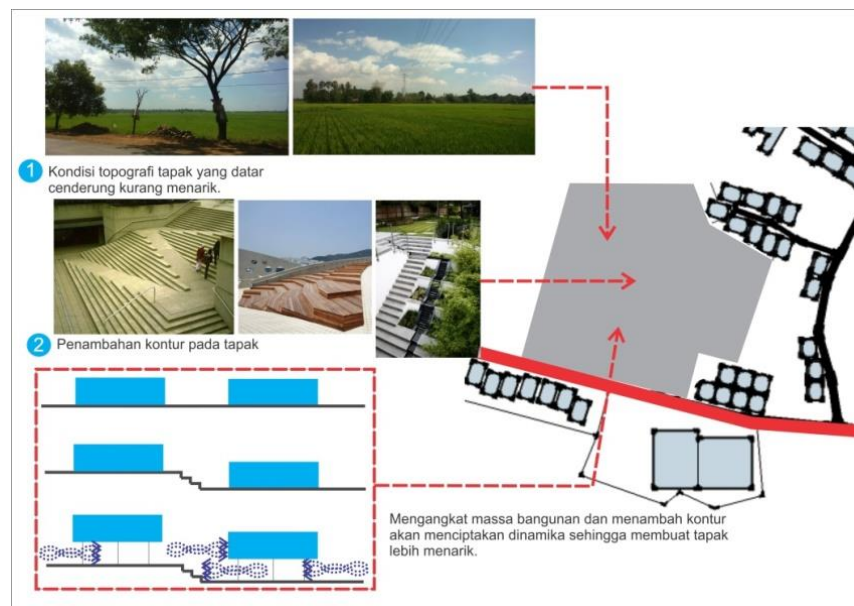 1 Kondisi topografi tapak yang datar
cenderung kurang menarik.
2 Penambahan kontur pada tapak
Mengangkat massa bangunan dan menambah kontur
akan menciptakan dinamika sehingga membuat tapak
lebih menarik.